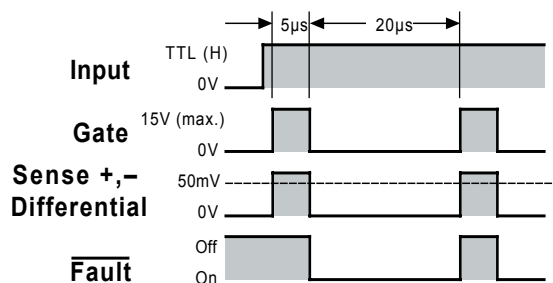 5µs
20µs
Input
TTL (H)
0V
Gate
15V (max.)
0V
Sense +,–
Differential
50mV
0V
Fault
Off
On